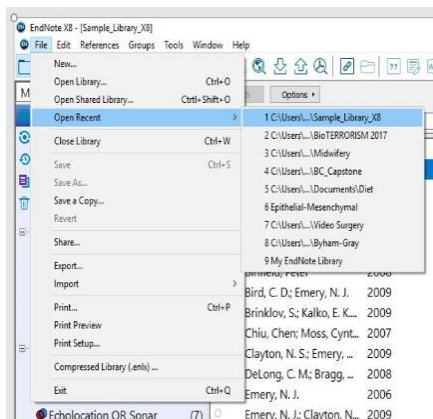 EndNote X8 - [Sample_Library_X8]
File Edit References Groups Tools Window Help
New...
Open Library... Ctrl+O
Open Shared Library... Ctrtl+Shift+O
Open Recent >
Close Library Ctrl+W
Save Ctrl+S
Save As...
Save a Copy...
Revert
Share...
Export...
Import >
Print... Ctrl+P
Print Preview
Print Setup...
Compressed Library (.enlx) ...
Exit Ctrl+Q
Options
1 C:\Users\...\Sample_Library_X8
2 C:\Users\...\BioTERRORISM 2017
3 C:\Users\...\Midwifery
4 C:\Users\...\BC_Capstone
5 C:\Users\...\Documents\Diet
6 Epithelial-Mesenchymal
7 C:\Users\...\Video Surgery
8 C:\Users\...\Byham-Gray
9 My EndNote Library
Bird, C. D.; Emery, N. J. 2009
Brinklov, S.; Kalko, E. K... 2009
Chiu, Chen; Moss, Cynt... 2007
Clayton, N. S.; Emery, ... 2009
DeLong, C. M.; Bragg, ... 2008
Emery, N. J. 2006
Emery, N. J.; Clayton, N... 2009
Echolocation OR Sonar (7)